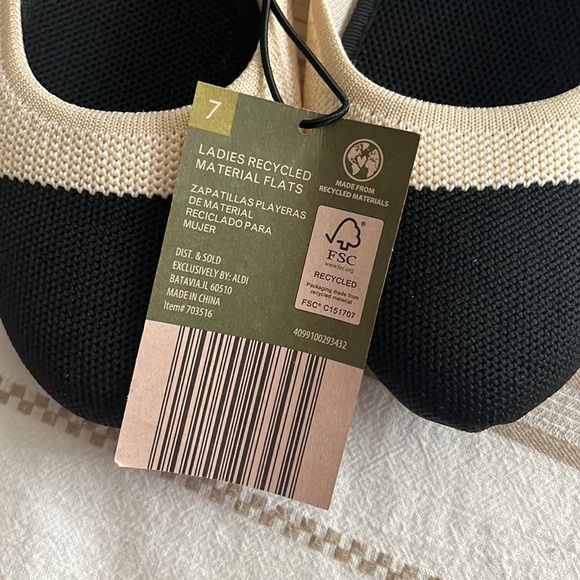 7
LADIES RECYCLED
MATERIAL FLATS
ZAPATILLAS PLAYERAS
DE MATERIAL
RECICLADO PARA
MUJER
DIST. & SOLD
EXCLUSIVELY BY: ALDI
BATAVIA.IL 60510
MADE IN CHINA
Item# 703516
MADE FROM
RECYCLED MATERIALS
FSC
www.fsc.org
RECYCLED
Packaging made from
recycled material
FSC® C151707
4099100293432